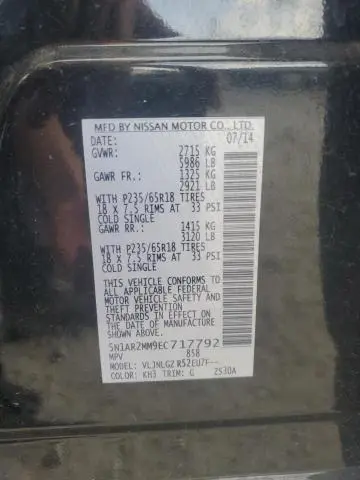 MFD BY NISSAN MOTOR CO., LTD.
DATE: 07/14
GVWR: 2715 KG
5986 LB
GAWR FR.: 1325 KG
2921 LB
WITH P235/65R18 TIRES
18 X 7.5 RIMS AT 33 PSI
COLD SINGLE
GAWR RR.: 1415 KG
3120 LB
WITH P235/65R18 TIRES
18 X 7.5 RIMS AT 33 PSI
COLD SINGLE
THIS VEHICLE CONFORMS TO
ALL APPLICABLE FEDERAL
MOTOR VEHICLE SAFETY
AND THEFT PREVENTION
STANDARDS IN EFFECT ON
THE DATE OF MANUFACTURE
SHOWN ABOVE.
5N1AR2MM9EC717792
MPV 858
MODEL: VLJNLGZ R52EU7F--
COLOR: KH3 TRIM: G ZS30A